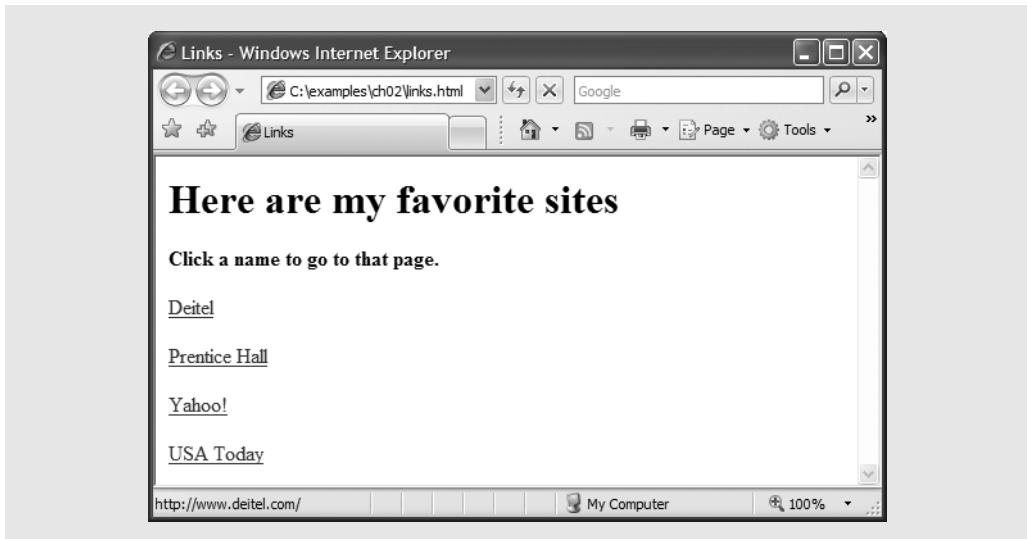 Links - Windows Internet Explorer
C:\examples\ch02\links.html
Google
Links
Page
Tools
»
Here are my favorite sites
Click a name to go to that page.
Deitel
Prentice Hall
Yahoo!
USA Today
http://www.deitel.com/
My Computer
100%